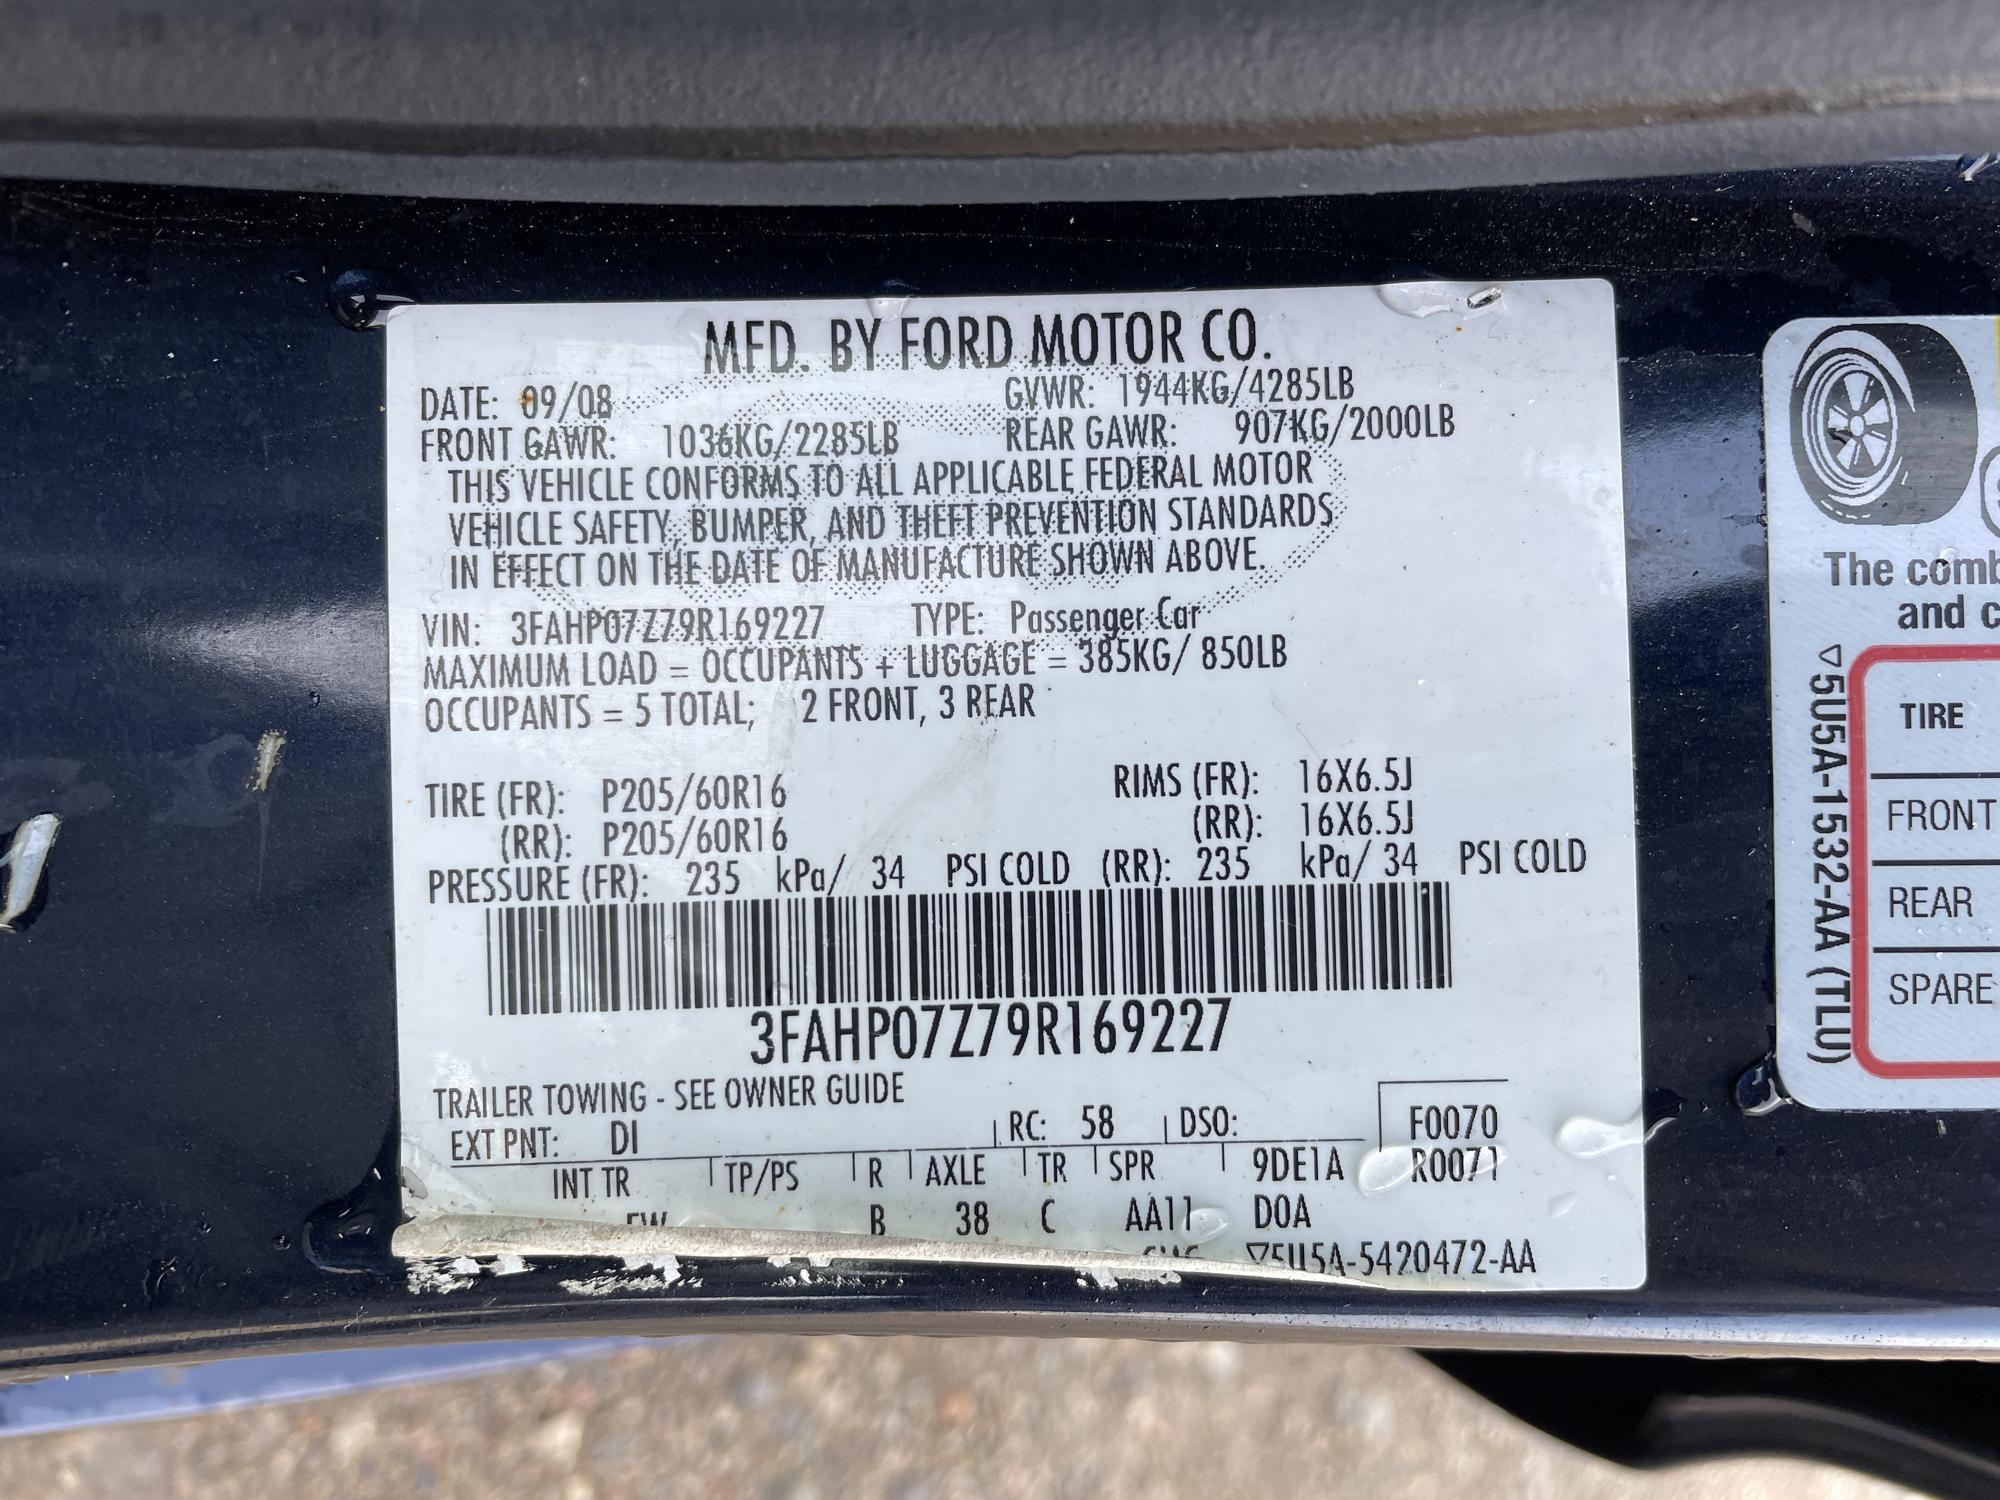 MFD. BY FORD MOTOR CO.
DATE: 09/08 GVWR: 1944KG/4285LB
FRONT GAWR: 1036KG/2285LB REAR GAWR: 907KG/2000LB
THIS VEHICLE CONFORMS TO ALL APPLICABLE FEDERAL MOTOR
VEHICLE SAFETY, BUMPER, AND THEFT PREVENTION STANDARDS
IN EFFECT ON THE DATE OF MANUFACTURE SHOWN ABOVE.
VIN: 3FAHP07Z79R169227 TYPE: Passenger Car
MAXIMUM LOAD = OCCUPANTS + LUGGAGE = 385KG/ 850LB
OCCUPANTS = 5 TOTAL; 2 FRONT, 3 REAR
TIRE (FR): P205/60R16 RIMS (FR): 16X6.5J
(RR): P205/60R16 (RR): 16X6.5J
PRESSURE (FR): 235 kPa/ 34 PSI COLD (RR): 235 kPa/ 34 PSI COLD
3FAHP07Z79R169227
TRAILER TOWING - SEE OWNER GUIDE
EXT PNT: DI RC: 58 DSO: F0070
INT TR TP/PS R AXLE TR SPR 9DE1A R0071
B 38 C AA11 D0A
▽5U5A-5420472-AA
The
and
▽5U5A-1532-AA (TLU)
TIRE
FRONT
REAR
SPARE